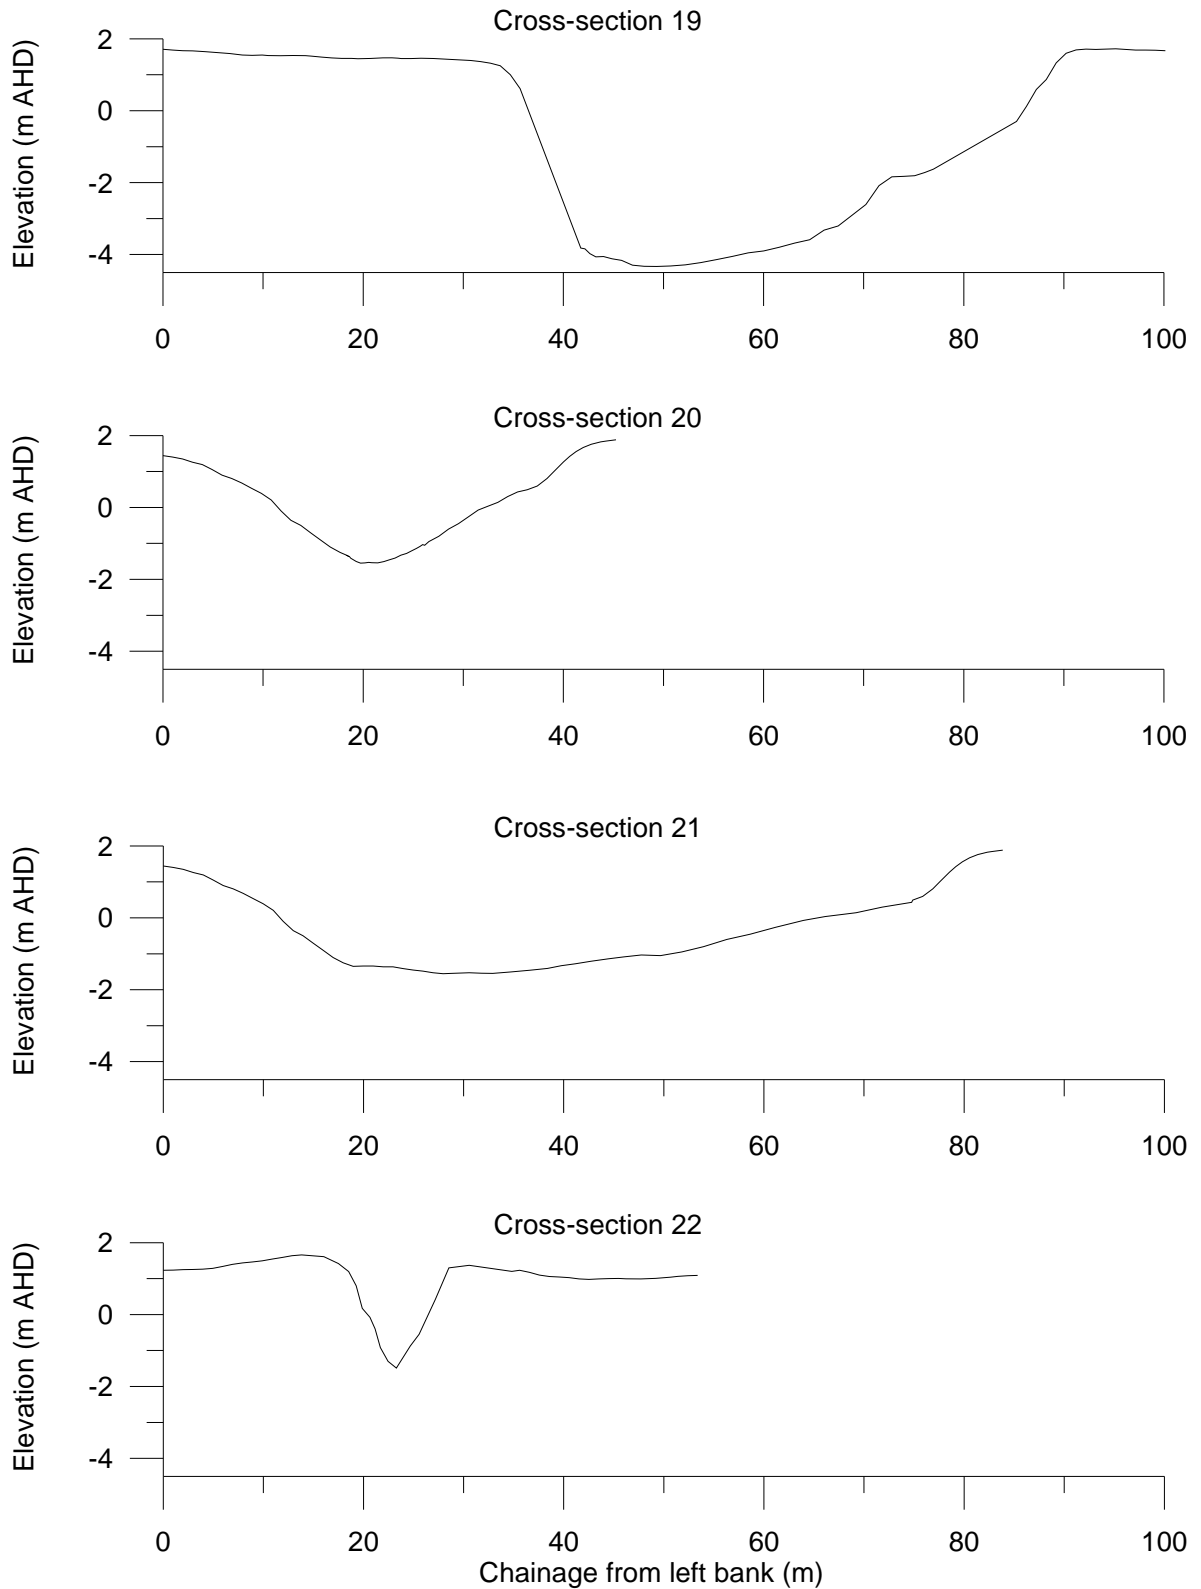 Cross-section 19
Elevation (m AHD)
2
0
-2
-4
0 20 40 60 80 100
Cross-section 20
Elevation (m AHD)
2
0
-2
-4
0 20 40 60 80 100
Cross-section 21
Elevation (m AHD)
2
0
-2
-4
0 20 40 60 80 100
Cross-section 22
Elevation (m AHD)
2
0
-2
-4
0 20 40 60 80 100
Chainage from left bank (m)